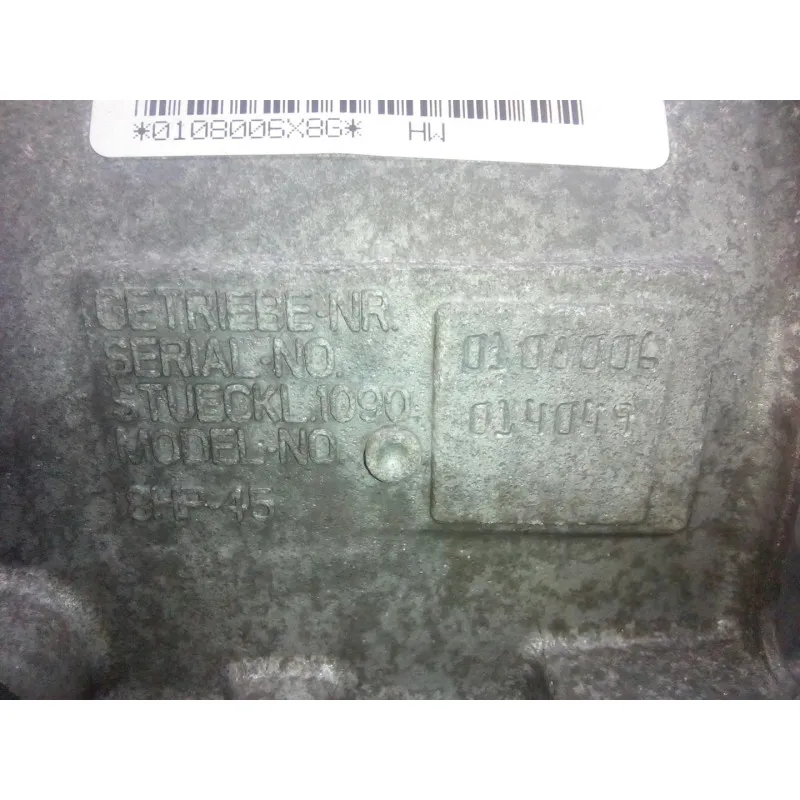 *0108006X8G* HW
GETRIEBE-NR.
SERIAL-NO.
STUECKL.1090.
MODEL-NO.
8HP-45
0108006
014049